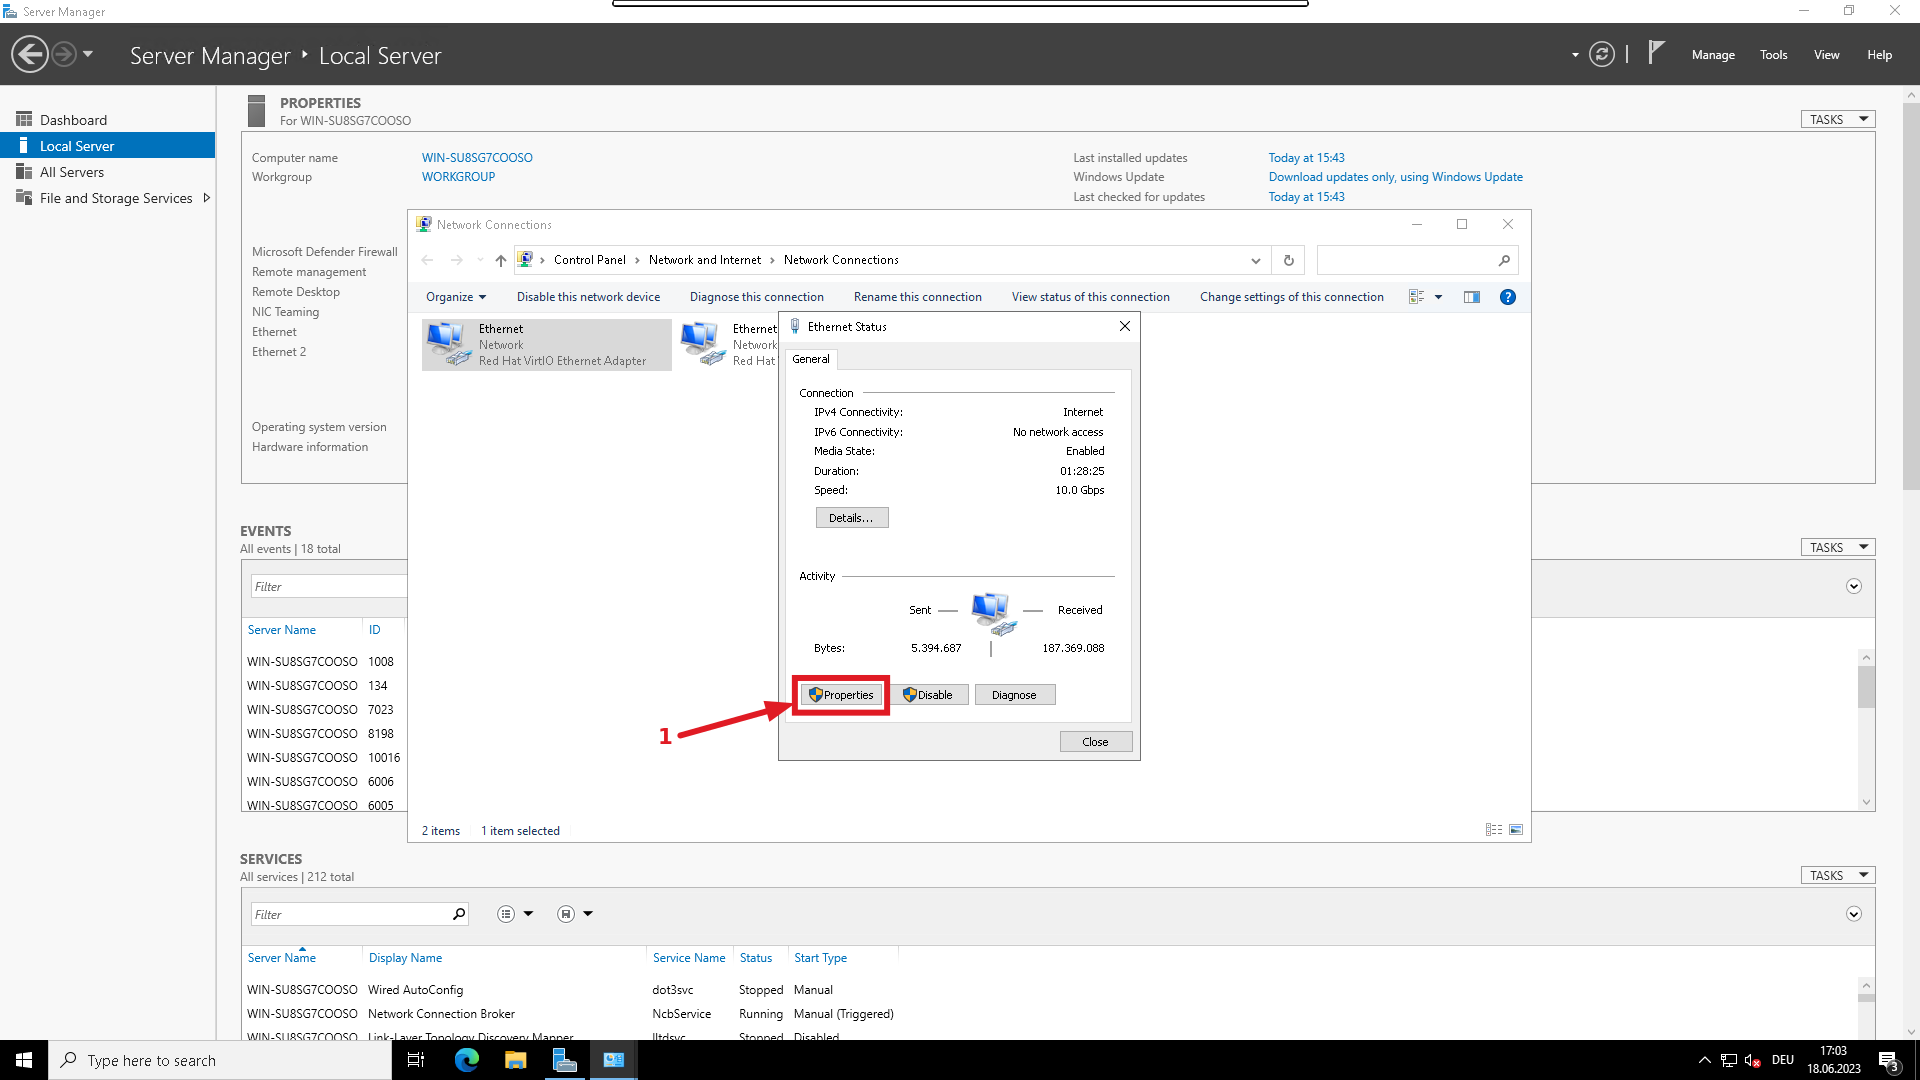 Server Manager
Server Manager ‣ Local Server
Manage
Tools
View
Help
Dashboard
Local Server
All Servers
File and Storage Services
PROPERTIES
For WIN-SU8SG7COOSO
TASKS
Computer name
WIN-SU8SG7COOSO
Workgroup
WORKGROUP
Last installed updates
Today at 15:43
Windows Update
Download updates only, using Windows Update
Last checked for updates
Today at 15:43
Microsoft Defender Firewall
Remote management
Remote Desktop
NIC Teaming
Ethernet
Ethernet 2
Operating system version
Hardware information
Network Connections
Control Panel › Network and Internet › Network Connections
Organize
Disable this network device
Diagnose this connection
Rename this connection
View status of this connection
Change settings of this connection
Ethernet
Network
Red Hat VirtIO Ethernet Adapter
Ethernet
Network
Red Hat
Ethernet Status
General
Connection
IPv4 Connectivity: Internet
IPv6 Connectivity: No network access
Media State: Enabled
Duration: 01:28:25
Speed: 10.0 Gbps
Details...
Activity
Sent — — Received
Bytes: 5.394.687 | 187.369.088
Properties
Disable
Diagnose
1
Close
2 items
1 item selected
EVENTS
All events | 18 total
TASKS
Filter
Server Name ID
WIN-SU8SG7COOSO 1008
WIN-SU8SG7COOSO 134
WIN-SU8SG7COOSO 7023
WIN-SU8SG7COOSO 8198
WIN-SU8SG7COOSO 10016
WIN-SU8SG7COOSO 6006
WIN-SU8SG7COOSO 6005
SERVICES
All services | 212 total
TASKS
Filter
Server Name Display Name Service Name Status Start Type
WIN-SU8SG7COOSO Wired AutoConfig dot3svc Stopped Manual
WIN-SU8SG7COOSO Network Connection Broker NcbService Running Manual (Triggered)
WIN-SU8SG7COOSO Link-Layer Topology Discovery Mapper lltdsvc Stopped Disabled
Type here to search
DEU
17:03
18.06.2023
3